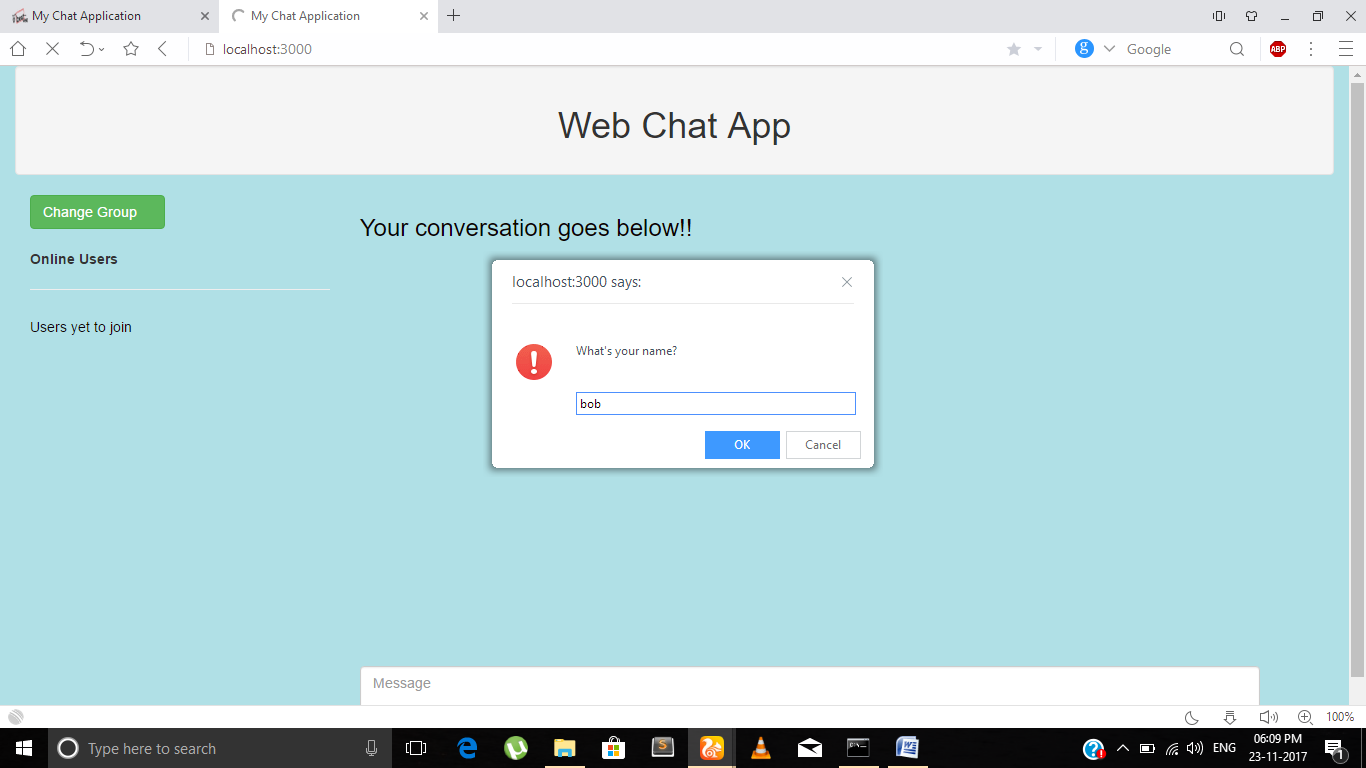 My Chat Application
My Chat Application
localhost:3000
g
Google
ABP
Web Chat App
Change Group
Your conversation goes below!!
Online Users
Users yet to join
localhost:3000 says:
What's your name?
bob
OK
Cancel
Message
100%
Type here to search
ENG
06:09 PM
23-11-2017
1